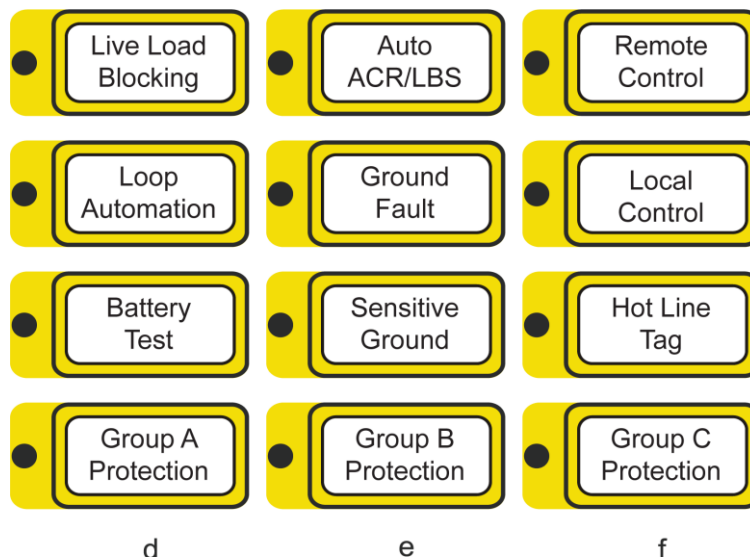 Live Load
Blocking
Auto
ACR/LBS
Remote
Control
Loop
Automation
Ground
Fault
Local
Control
Battery
Test
Sensitive
Ground
Hot Line
Tag
Group A
Protection
Group B
Protection
Group C
Protection
d
e
f